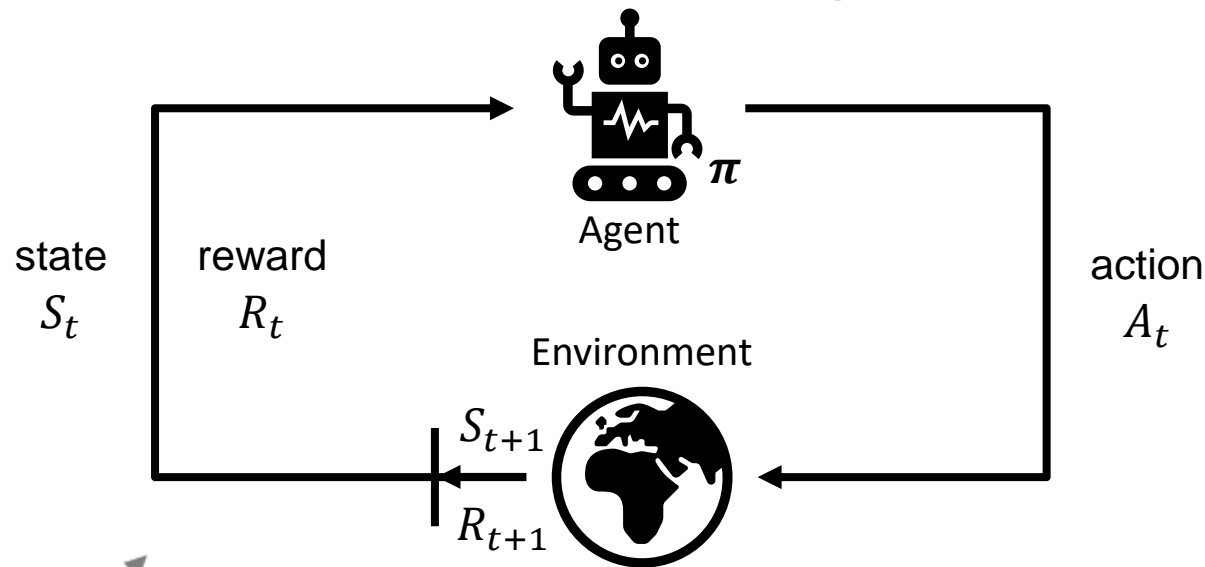 π
Agent
state
S_t
reward
R_t
action
A_t
Environment
S_{t+1}
R_{t+1}